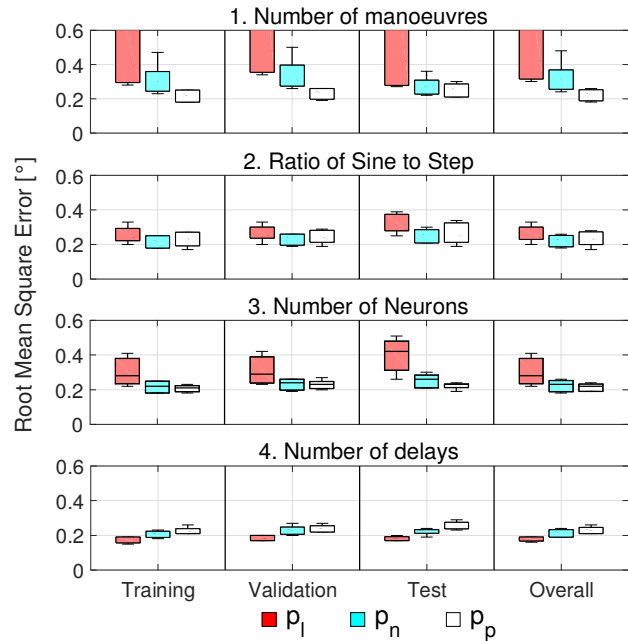 1. Number of manoeuvres
0.6
0.4
0.2
0
2. Ratio of Sine to Step
0.6
0.4
0.2
0
3. Number of Neurons
0.6
0.4
0.2
0
4. Number of delays
0.6
0.4
0.2
0
Root Mean Square Error [°]
Training Validation Test Overall
p_l p_n p_p